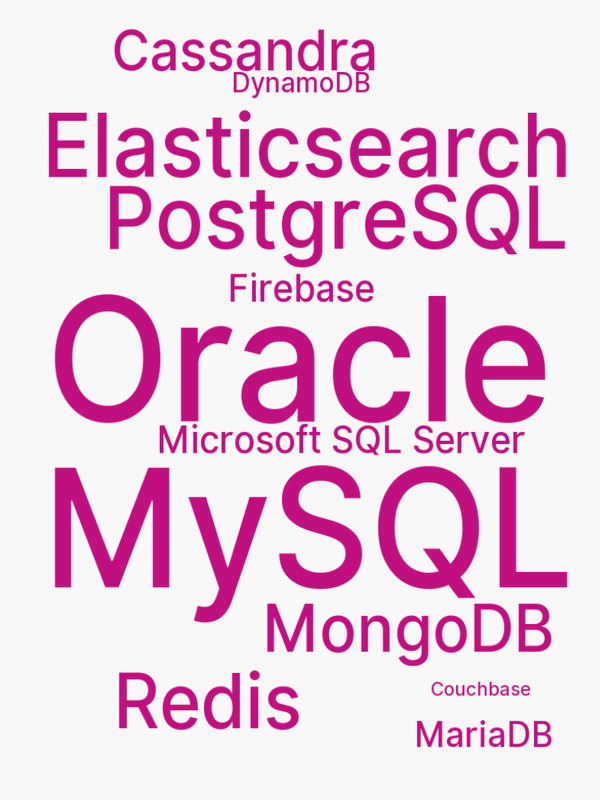 Cassandra
DynamoDB
Elasticsearch
PostgreSQL
Firebase
Oracle
Microsoft SQL Server
MySQL
MongoDB
Redis
Couchbase
MariaDB